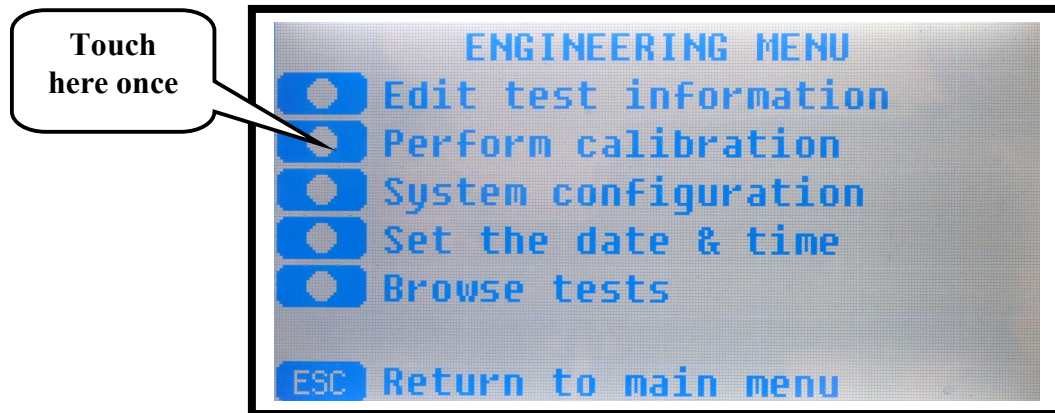 Touch
here once
ENGINEERING MENU
Edit test information
Perform calibration
System configuration
Set the date & time
Browse tests
ESC Return to main menu